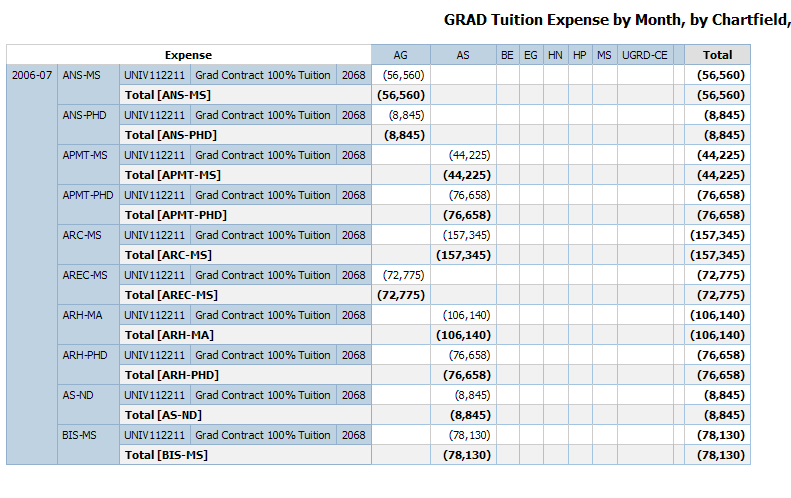 GRAD Tuition Expense by Month, by Chartfield,
Expense AG AS BE EG HN HP MS UGRD-CE Total
2006-07 ANS-MS UNIV112211 Grad Contract 100% Tuition 2068 (56,560) (56,560)
Total [ANS-MS] (56,560) (56,560)
ANS-PHD UNIV112211 Grad Contract 100% Tuition 2068 (8,845) (8,845)
Total [ANS-PHD] (8,845) (8,845)
APMT-MS UNIV112211 Grad Contract 100% Tuition 2068 (44,225) (44,225)
Total [APMT-MS] (44,225) (44,225)
APMT-PHD UNIV112211 Grad Contract 100% Tuition 2068 (76,658) (76,658)
Total [APMT-PHD] (76,658) (76,658)
ARC-MS UNIV112211 Grad Contract 100% Tuition 2068 (157,345) (157,345)
Total [ARC-MS] (157,345) (157,345)
AREC-MS UNIV112211 Grad Contract 100% Tuition 2068 (72,775) (72,775)
Total [AREC-MS] (72,775) (72,775)
ARH-MA UNIV112211 Grad Contract 100% Tuition 2068 (106,140) (106,140)
Total [ARH-MA] (106,140) (106,140)
ARH-PHD UNIV112211 Grad Contract 100% Tuition 2068 (76,658) (76,658)
Total [ARH-PHD] (76,658) (76,658)
AS-ND UNIV112211 Grad Contract 100% Tuition 2068 (8,845) (8,845)
Total [AS-ND] (8,845) (8,845)
BIS-MS UNIV112211 Grad Contract 100% Tuition 2068 (78,130) (78,130)
Total [BIS-MS] (78,130) (78,130)